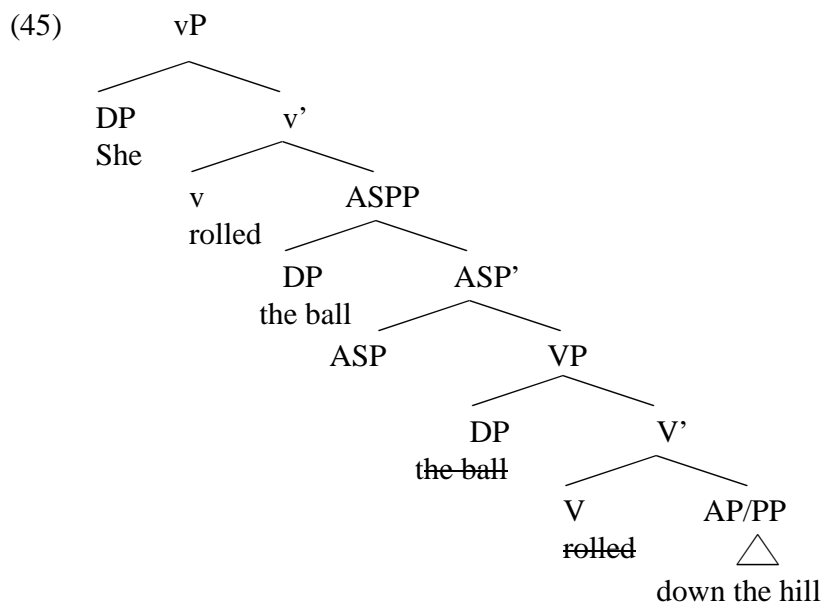 (45) vP
DP v’
She
v ASPP
rolled
DP ASP’
the ball
ASP VP
DP V’
the ball
V AP/PP
rolled
down the hill